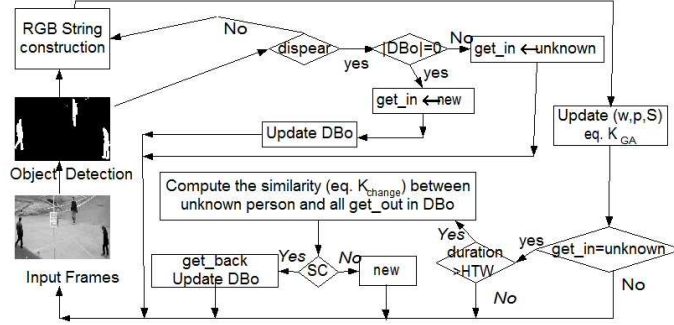 RGB String
construction
No
dispear
yes
|DBo|=0
No
get_in ←unknown
yes
get_in ←new
Update DBo
Update (w,p,S)
eq. K_GA
Object Detection
Compute the similarity (eq. K_change) between
unknown person and all get_out in DBo
Yes
duration
>HTW
yes
get_in=unknown
get_back
Update DBo
Yes
SC
No
new
Input Frames
No
No